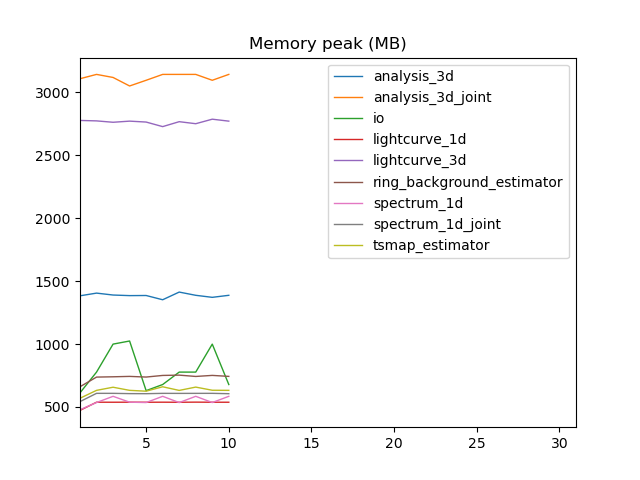 Memory peak (MB)
3000
2500
2000
1500
1000
500
5
10
15
20
25
30
analysis_3d
analysis_3d_joint
io
lightcurve_1d
lightcurve_3d
ring_background_estimator
spectrum_1d
spectrum_1d_joint
tsmap_estimator